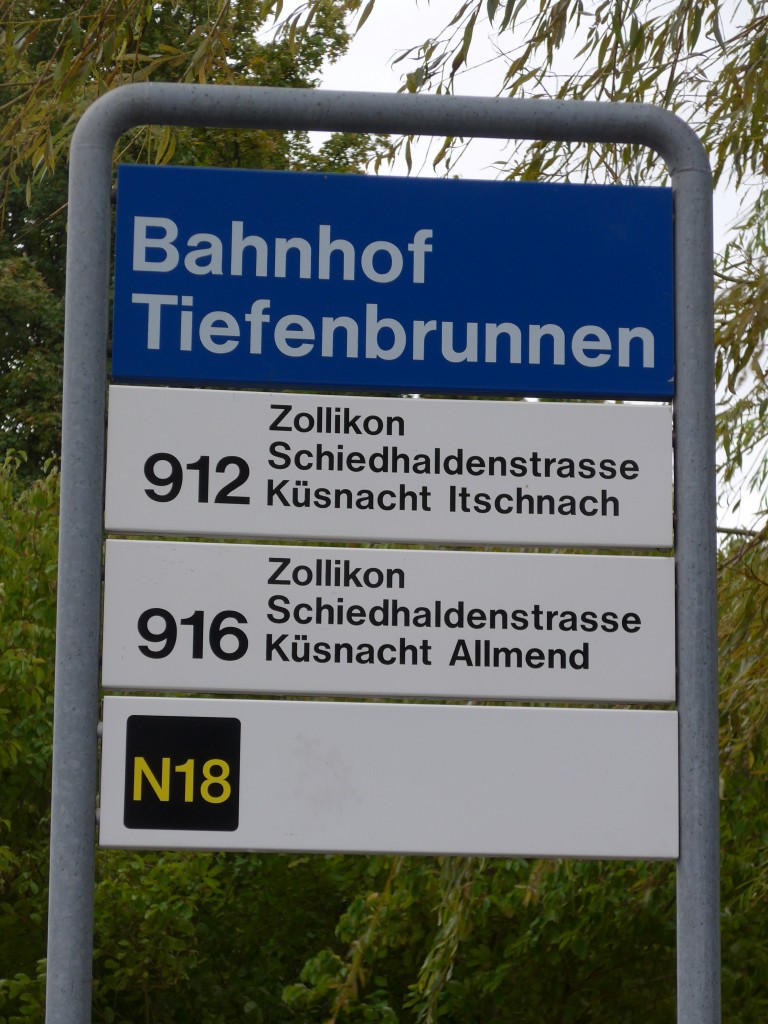 Bahnhof
Tiefenbrunnen
Zollikon
912 Schiedhaldenstrasse
Küsnacht Itschnach
Zollikon
916 Schiedhaldenstrasse
Küsnacht Allmend
N18